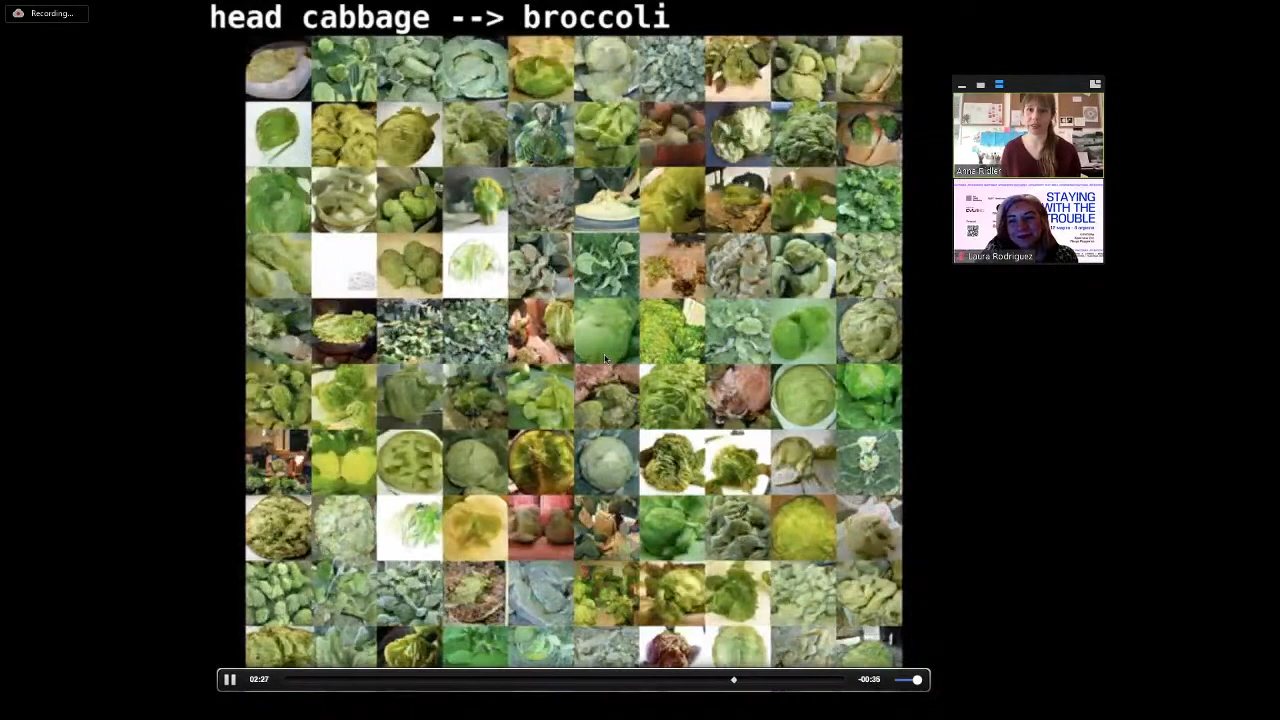 Recording...
head cabbage --> broccoli
Anna Ridler
STAYING
WITH THE
TROUBLE
Laura Rodriguez
02:27
-00:35